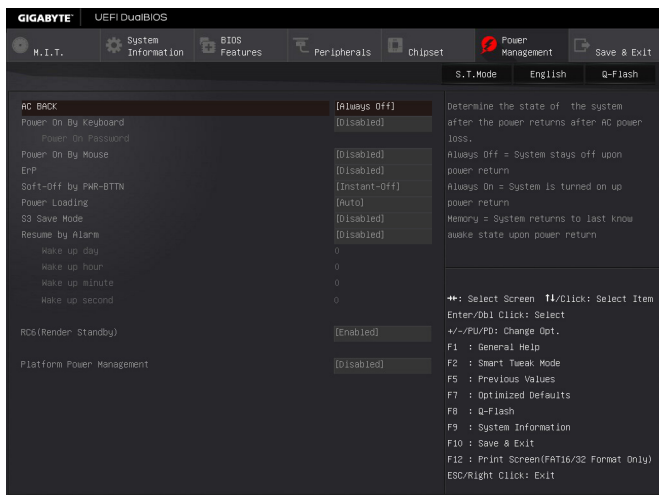 GIGABYTE™ UEFI DualBIOS
M.I.T. System Information BIOS Features Peripherals Chipset Power Management Save & Exit
S.T.Mode English Q-Flash
AC BACK [Always Off]
Power On By Keyboard [Disabled]
Power On Password
Power On By Mouse [Disabled]
ErP [Disabled]
Soft-Off by PWR-BTTN [Instant-Off]
Power Loading [Auto]
S3 Save Mode [Disabled]
Resume by Alarm [Disabled]
Wake up day 0
Wake up hour 0
Wake up minute 0
Wake up second 0
RC6(Render Standby) [Enabled]
Platform Power Management [Disabled]
Determine the state of the system
after the power returns after AC power
loss.
Always Off = System stays off upon
power return
Always On = System is turned on up
power return
Memory = System returns to last know
awake state upon power return
→←: Select Screen ↑↓/Click: Select Item
Enter/Dbl Click: Select
+/-/PU/PD: Change Opt.
F1 : General Help
F2 : Smart Tweak Mode
F5 : Previous Values
F7 : Optimized Defaults
F8 : Q-Flash
F9 : System Information
F10 : Save & Exit
F12 : Print Screen(FAT16/32 Format Only)
ESC/Right Click: Exit